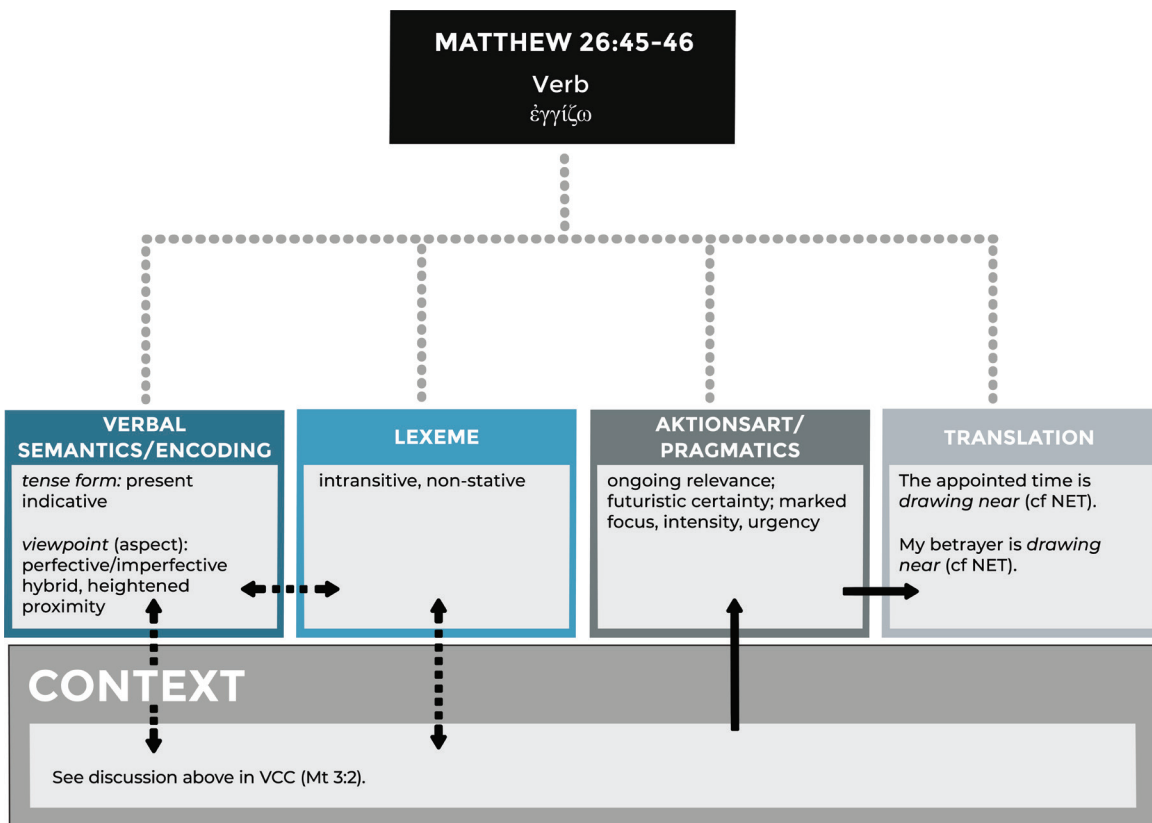 MATTHEW 26:45-46
Verb
ἐγγίζω
VERBAL
SEMANTICS/ENCODING
tense form: present
indicative
viewpoint (aspect):
perfective/imperfective
hybrid, heightened
proximity
LEXEME
intransitive, non-stative
AKTIONSART/
PRAGMATICS
ongoing relevance;
futuristic certainty; marked
focus, intensity, urgency
TRANSLATION
The appointed time is
drawing near (cf NET).
My betrayer is drawing
near (cf NET).
CONTEXT
See discussion above in VCC (Mt 3:2).